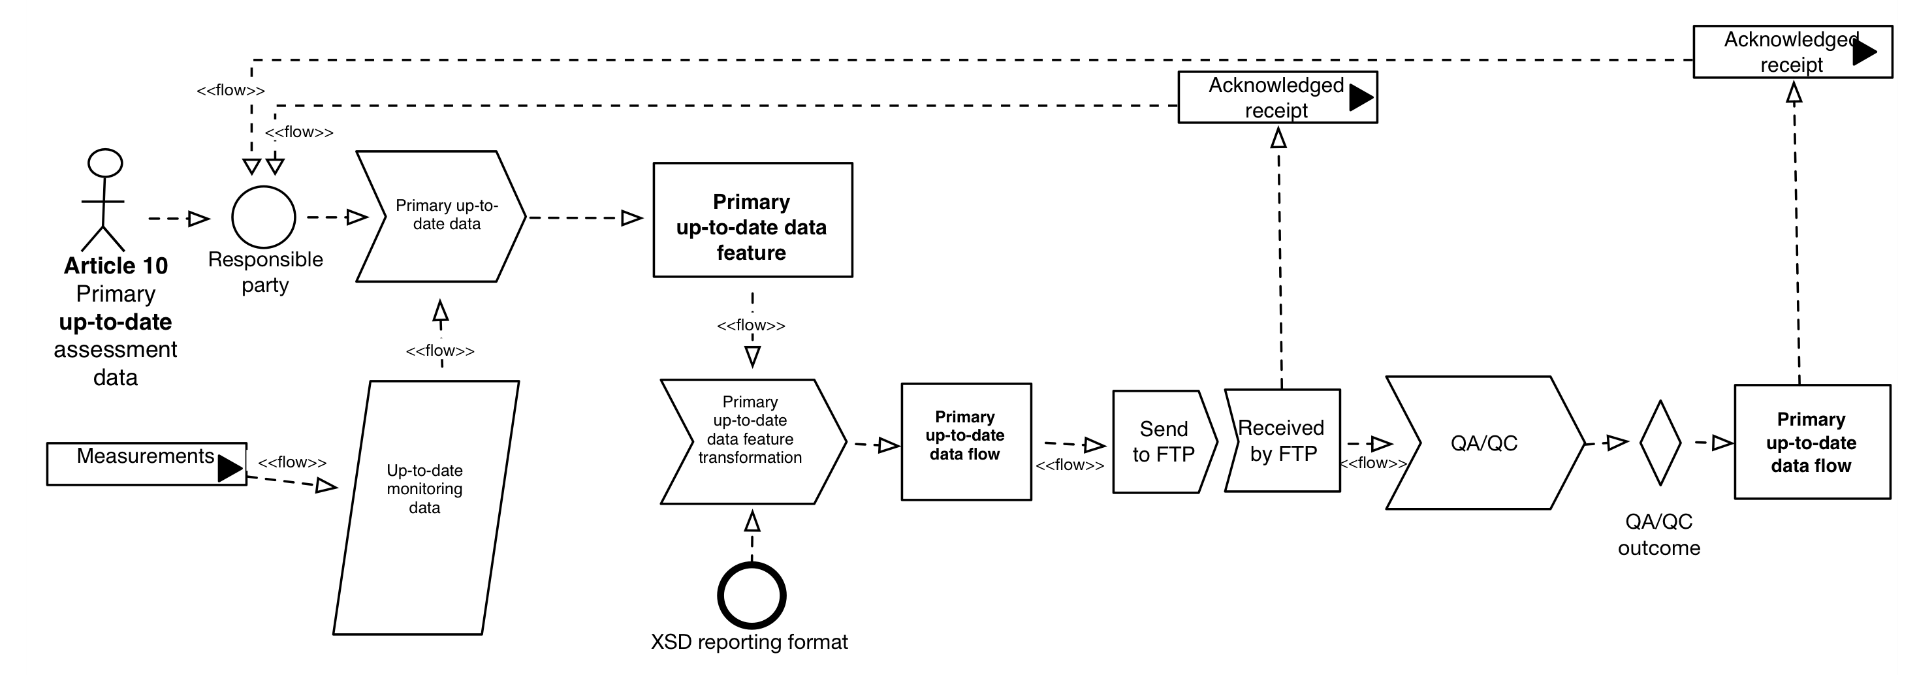 Acknowledged
receipt
Acknowledged
receipt
<<flow>>
<<flow>>
Article 10
Primary
up-to-date
assessment
data
Responsible
party
Primary up-to-
date data
Primary
up-to-date data
feature
<<flow>>
<<flow>>
Measurements
<<flow>>
Up-to-date
monitoring
data
Primary
up-to-date
data feature
transformation
XSD reporting format
Primary
up-to-date
data flow
<<flow>>
Send
to FTP
Received
by FTP
<<flow>>
QA/QC
QA/QC
outcome
Primary
up-to-date
data flow